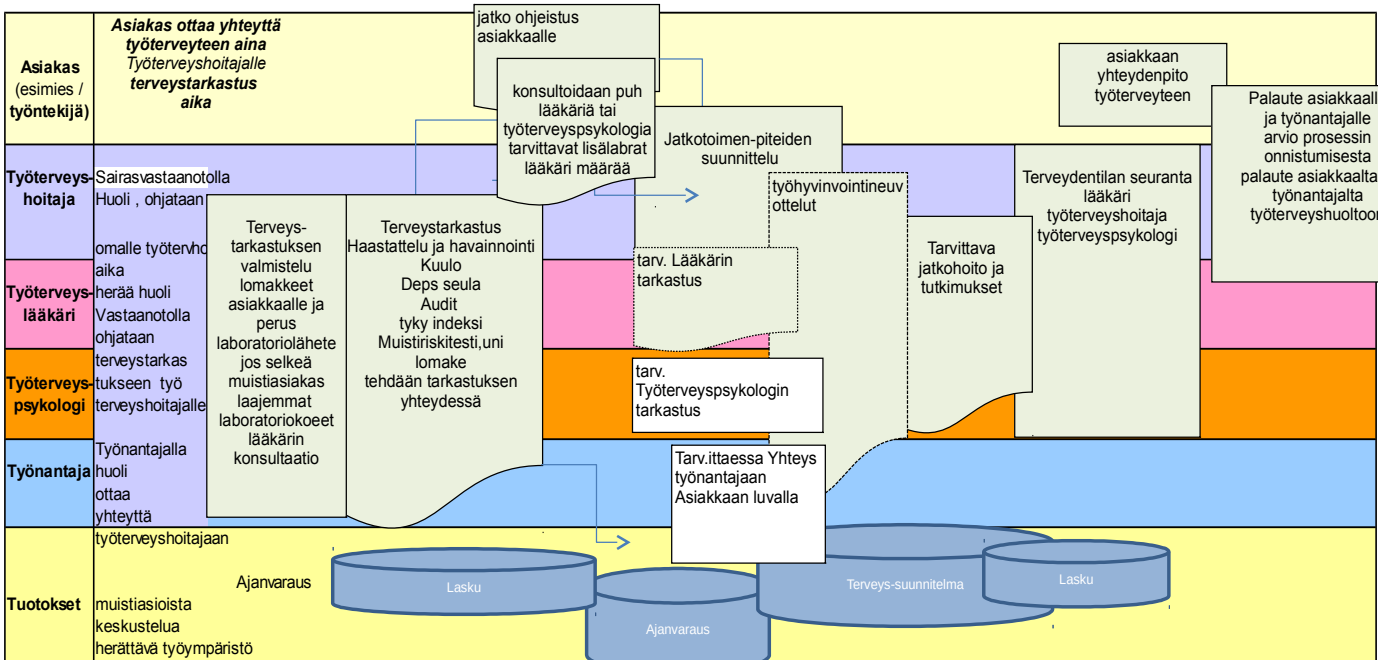 Asiakas
(esimies /
työntekijä)
Asiakas ottaa yhteyttä
työterveyteen aina
Työterveyshoitajalle
terveystarkastus
aika
jatko ohjeistus
asiakkaalle
konsultoidaan puh
lääkäriä tai
työterveyspsykologia
tarvittavat lisälabrat
lääkäri määrää
Jatkotoimen-piteiden
suunnittelu
asiakkaan
yhteydenpito
työterveyteen
Palaute asiakkaall
ja työnantajalle
arvio prosessin
onnistumisesta
palaute asiakkaalta
työnantajalta
työterveyshuoltoon
Työterveys-
hoitaja
Sairasvastaanotolla
Huoli , ohjataan
omalle työtervho
aika
herää huoli
Vastaanotolla
ohjataan
terveystarkas
tukseen työ
terveyshoitajalle
Työnantajalla
huoli
ottaa
yhteyttä
työterveyshoitajaan
Työterveys-
lääkäri
Työterveys-
psykologi
Työnantaja
Terveys-
tarkastuksen
valmistelu
lomakkeet
asiakkaalle ja
perus
laboratoriolähete
jos selkeä
muistiasiakas
laajemmat
laboratoriokoeet
lääkärin
konsultaatio
Terveystarkastus
Haastattelu ja havainnointi
Kuulo
Deps seula
Audit
tyky indeksi
Muistiriskitesti,uni
lomake
tehdään tarkastuksen
yhteydessä
tarv. Lääkärin
tarkastus
tarv.
Työterveyspsykologin
tarkastus
Tarv.ittaessa Yhteys
työnantajaan
Asiakkaan luvalla
työhyvinvointineuv
ottelut
Tarvittava
jatkohoito ja
tutkimukset
Terveydentilan seuranta
lääkäri
työterveyshoitaja
työterveyspsykologi
Tuotokset
Ajanvaraus
muistiasioista
keskustelua
herättävä työympäristö
Lasku
Ajanvaraus
Terveys-suunnitelma
Lasku